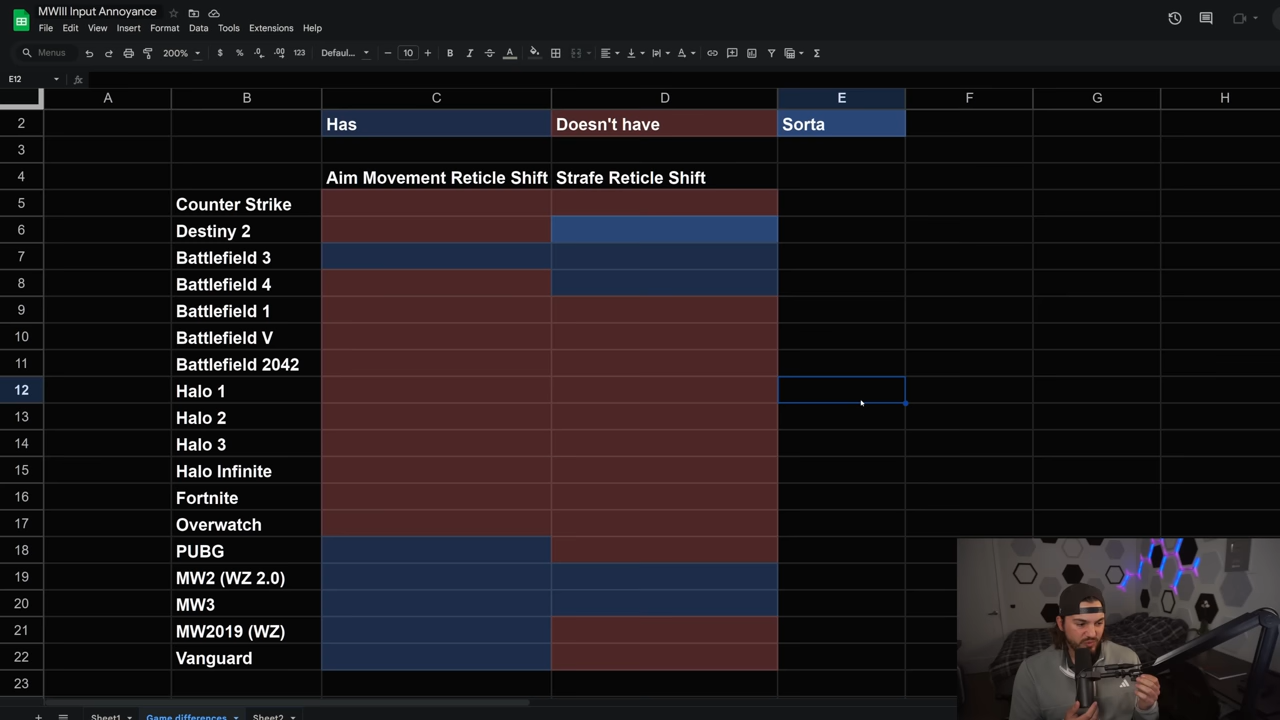 MWIII Input Annoyance
File Edit View Insert Format Data Tools Extensions Help
Menus 200% $ % .0 .00 123 Defaul... 10 B I S A
E12 fx
A B C D E F G H
2 Has Doesn't have Sorta
3
4 Aim Movement Reticle Shift Strafe Reticle Shift
5 Counter Strike
6 Destiny 2
7 Battlefield 3
8 Battlefield 4
9 Battlefield 1
10 Battlefield V
11 Battlefield 2042
12 Halo 1
13 Halo 2
14 Halo 3
15 Halo Infinite
16 Fortnite
17 Overwatch
18 PUBG
19 MW2 (WZ 2.0)
20 MW3
21 MW2019 (WZ)
22 Vanguard
23
Sheet1 Game differences Sheet2